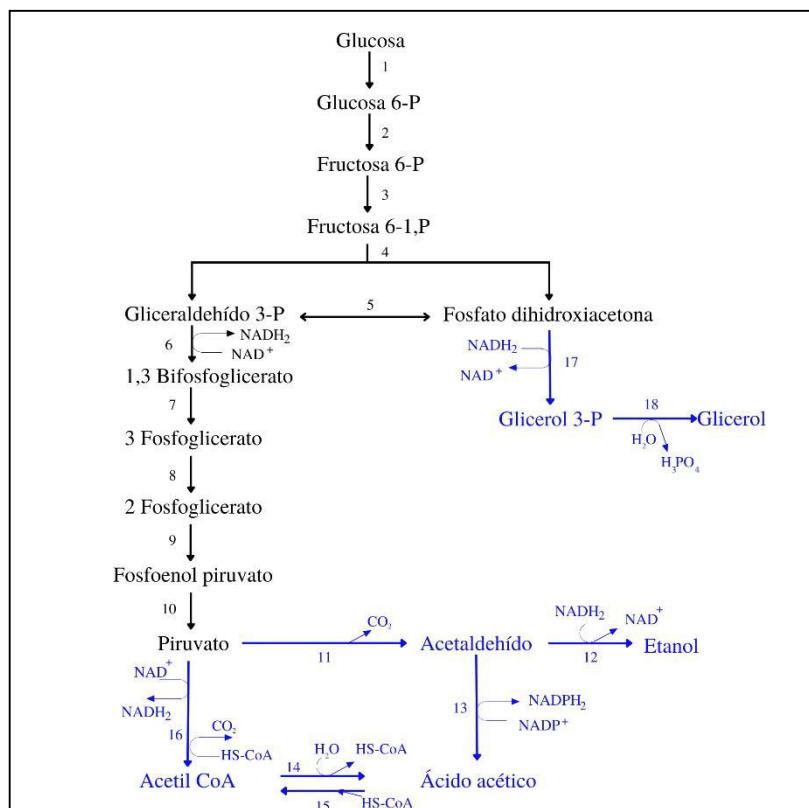 Glucosa
1
Glucosa 6-P
2
Fructosa 6-P
3
Fructosa 6-1,P
4
Gliceraldehído 3-P
5
Fosfato dihidroxiacetona
6
NADH₂
NAD⁺
NADH₂
NAD⁺
17
1,3 Bifosfoglicerato
7
Glicerol 3-P
18
Glicerol
H₂O
H₃PO₄
3 Fosfoglicerato
8
2 Fosfoglicerato
9
Fosfoenol piruvato
10
Piruvato
11
CO₂
Acetaldehído
NADH₂
NAD⁺
12
Etanol
NAD⁺
NADH₂
16
CO₂
HS-CoA
13
NADPH₂
NADP⁺
Acetil CoA
14
H₂O
HS-CoA
15
HS-CoA
Ácido acético